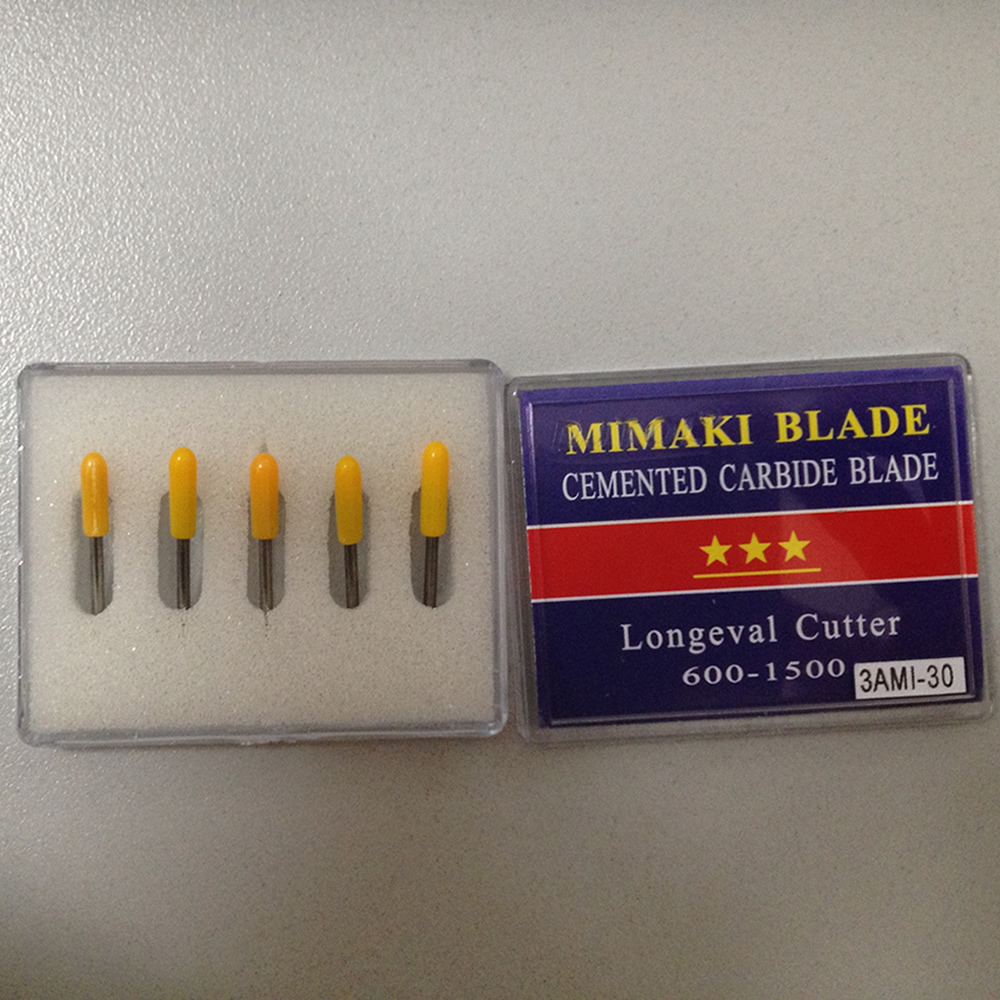 MIMAKI BLADE
CEMENTED CARBIDE BLADE
Longeval Cutter
600-1500
3AMI-30